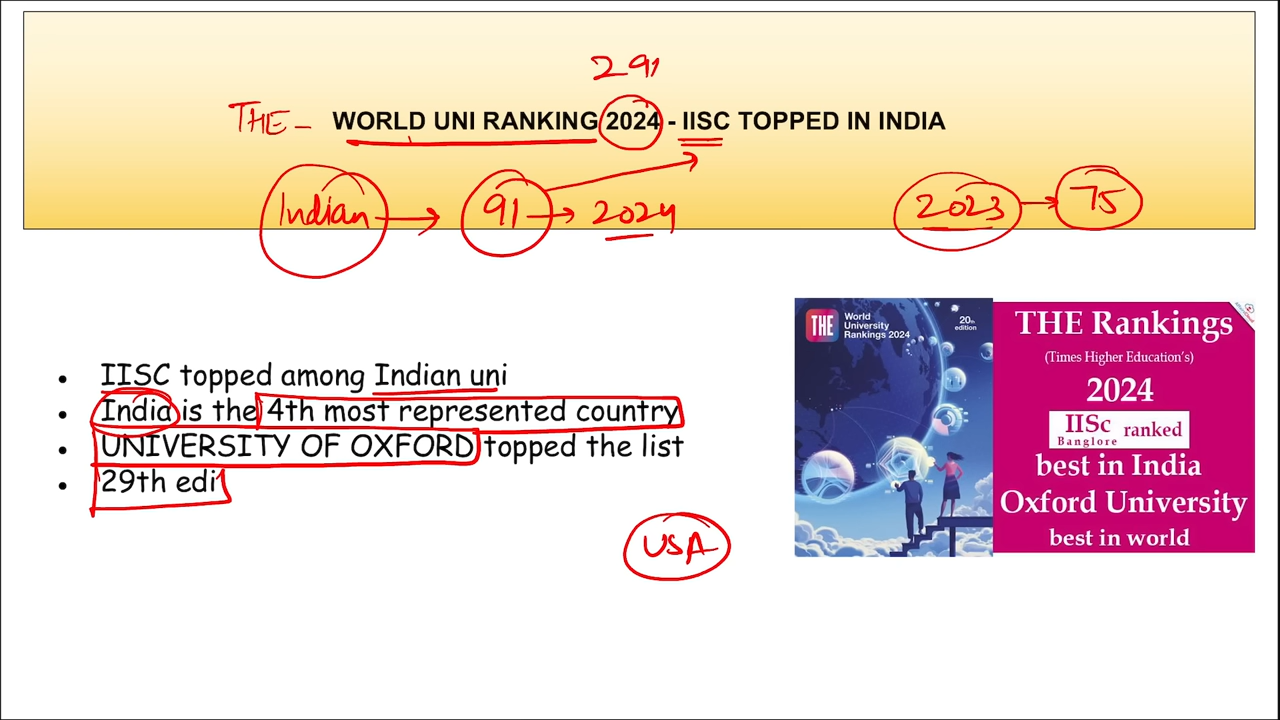 291
THE - WORLD UNI RANKING 2024 - IISC TOPPED IN INDIA
Indian → 91 → 2024
2023 → 75
• IISC topped among Indian uni
• India is the 4th most represented country
• UNIVERSITY OF OXFORD topped the list
• 29th edi
USA
THE
World
University
Rankings 2024
20th
edition
THE Rankings
(Times Higher Education's)
2024
IISc
Banglore
ranked
best in India
Oxford University
best in world